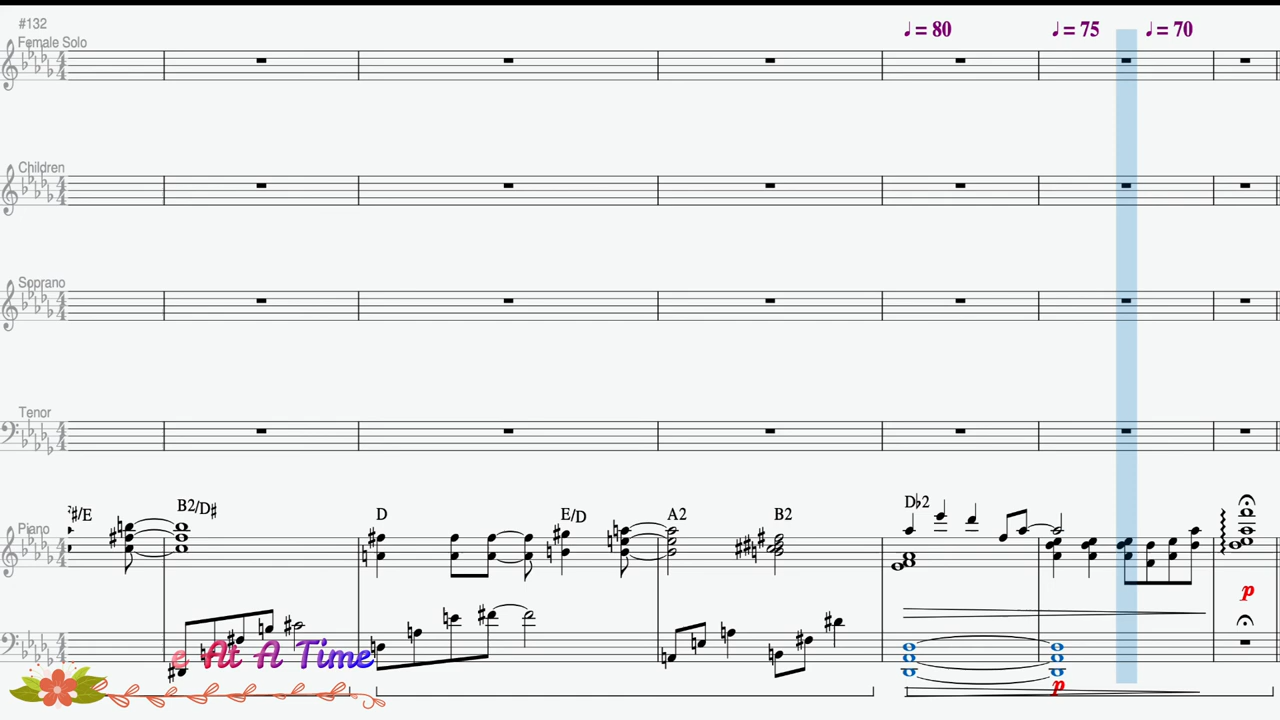 #132
Female Solo
♩ = 80 ♩ = 75 ♩ = 70
Children
Soprano
Tenor
Piano
♯/E B2/D♯ D E/D A2 B2 D♭2
p
e At A Time
p